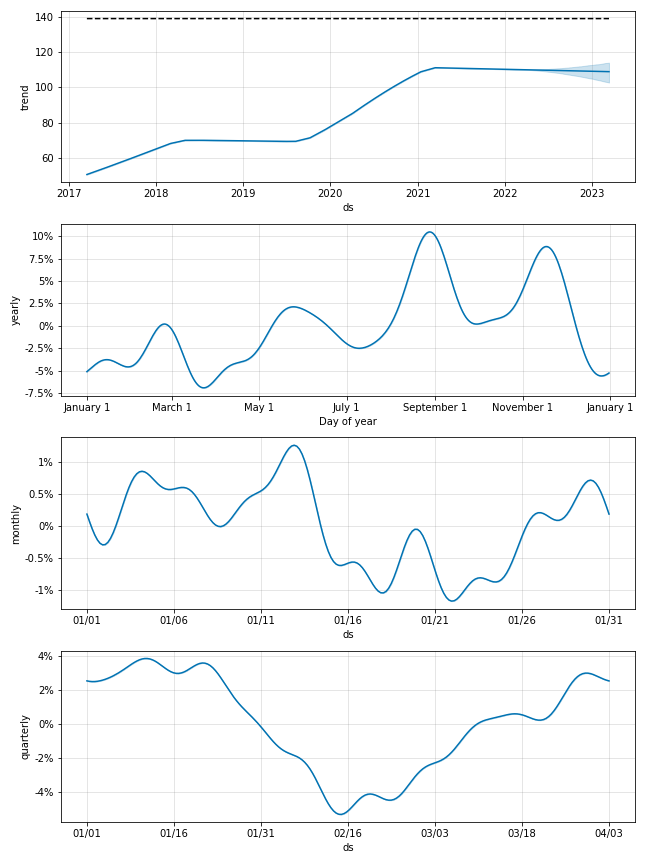 140
120
100
80
60
trend
2017
2018
2019
2020
2021
2022
2023
ds
10%
7.5%
5%
2.5%
0%
-2.5%
-5%
-7.5%
yearly
January 1
March 1
May 1
July 1
September 1
November 1
January 1
Day of year
1%
0.5%
0%
-0.5%
-1%
monthly
01/01
01/06
01/11
01/16
01/21
01/26
01/31
ds
4%
2%
0%
-2%
-4%
quarterly
01/01
01/16
01/31
02/16
03/03
03/18
04/03
ds